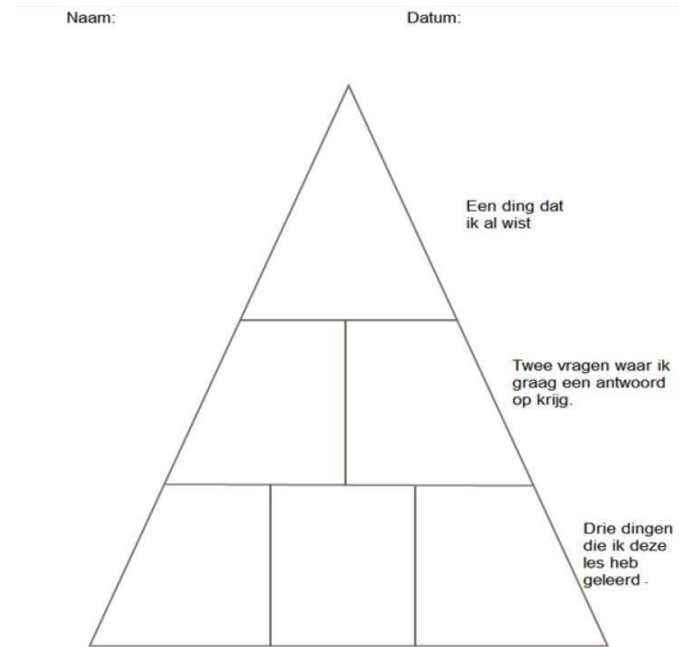 Naam:
Datum:
Een ding dat
ik al wist
Twee vragen waar ik
graag een antwoord
op krijg.
Drie dingen
die ik deze
les heb
geleerd.